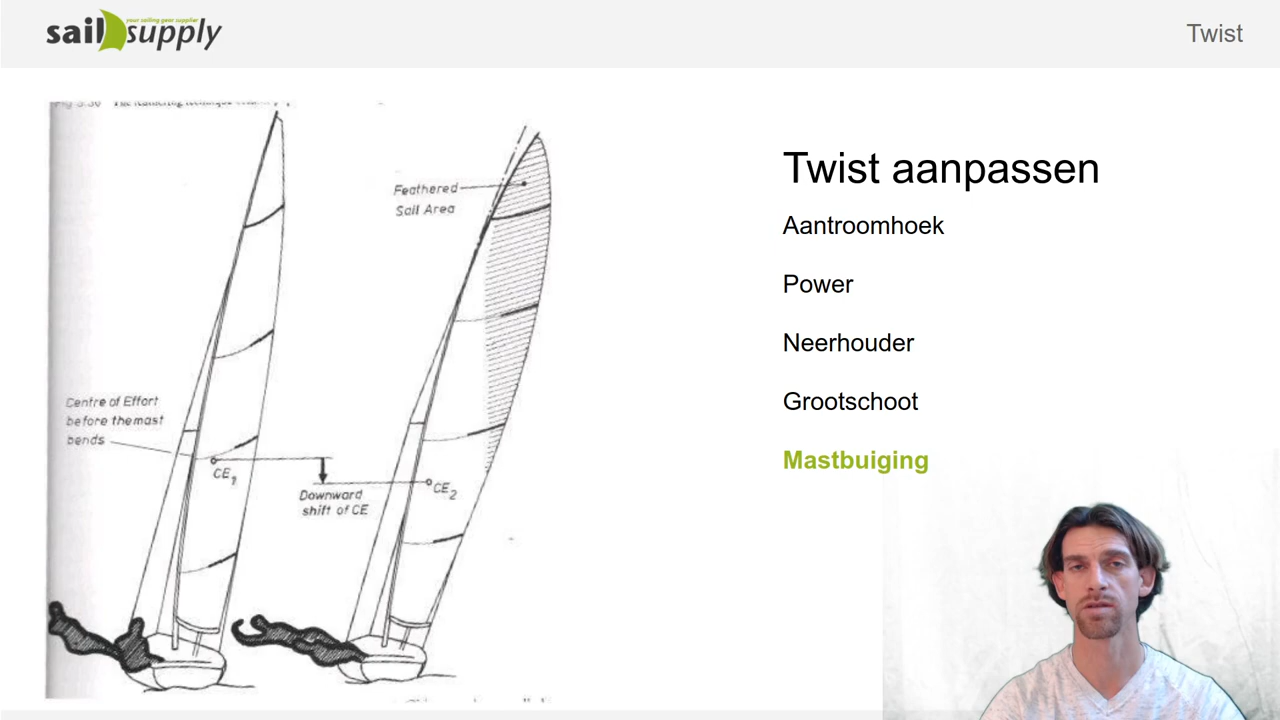 sail supply
your sailing gear supplier
Twist
Feathered
Sail Area
Centre of Effort
before the mast
bends
CE1
Downward
shift of CE
CE2
Twist aanpassen
Aantroomhoek
Power
Neerhouder
Grootschoot
Mastbuiging